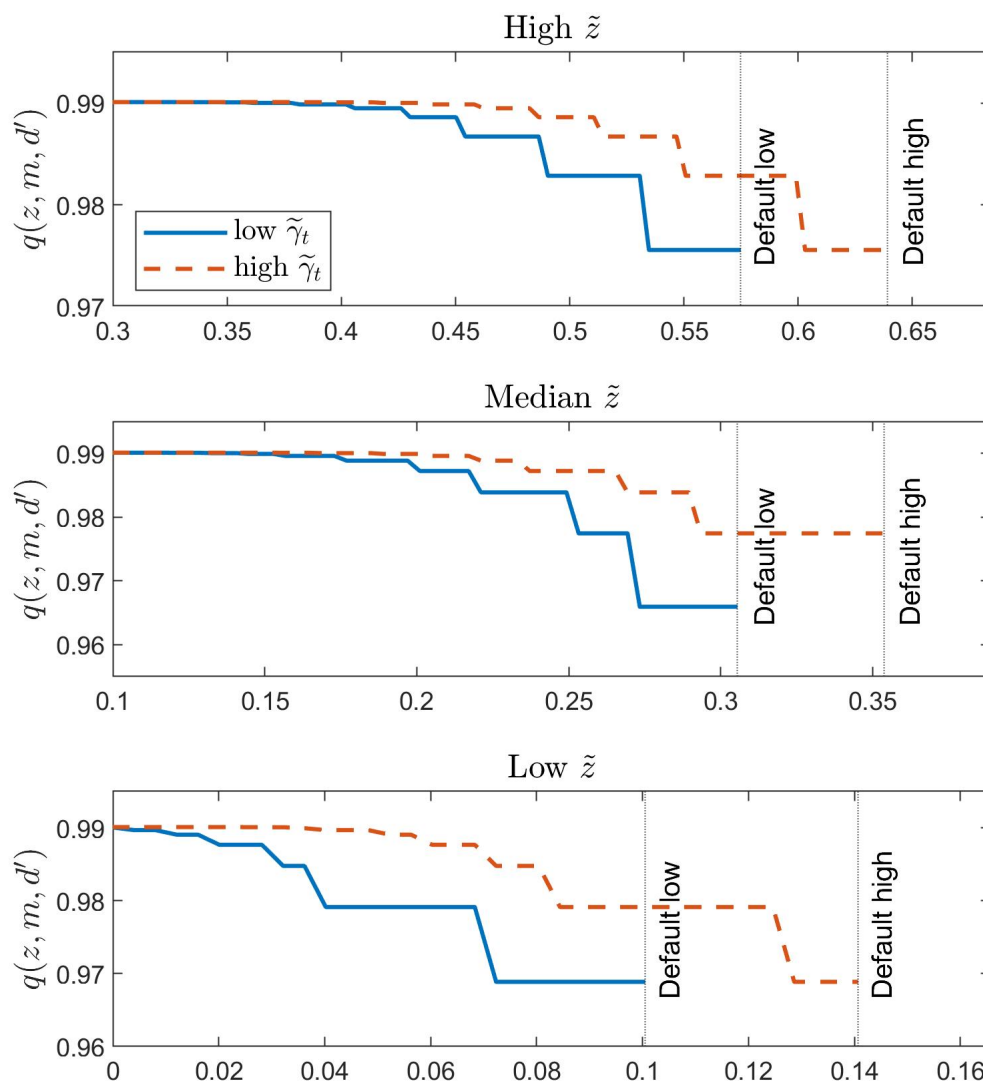 High z̃
q(z, m, d′)
0.99
0.98
0.97
low γ̃ₜ
high γ̃ₜ
Default low
Default high
0.3 0.35 0.4 0.45 0.5 0.55 0.6 0.65
Median z̃
q(z, m, d′)
0.99
0.98
0.97
0.96
Default low
Default high
0.1 0.15 0.2 0.25 0.3 0.35
Low z̃
q(z, m, d′)
0.99
0.98
0.97
0.96
Default low
Default high
0 0.02 0.04 0.06 0.08 0.1 0.12 0.14 0.16